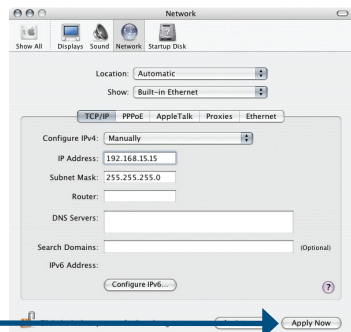 Network
Show All Displays Sound Network Startup Disk
Location: Automatic
Show: Built-in Ethernet
TCP/IP PPPoE AppleTalk Proxies Ethernet
Configure IPv4: Manually
IP Address: 192.168.15.15
Subnet Mask: 255.255.255.0
Router:
DNS Servers:
Search Domains: (Optional)
IPv6 Address:
Configure IPv6...
?
Apply Now